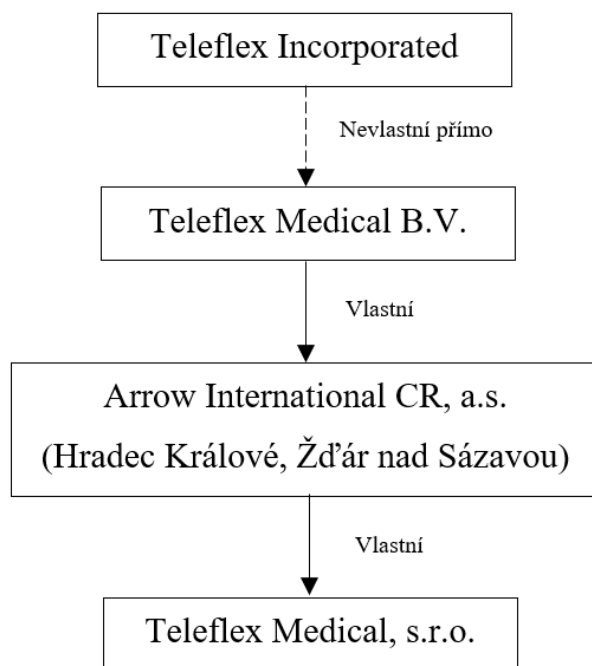 Teleflex Incorporated
Nevlastní přímo
Teleflex Medical B.V.
Vlastní
Arrow International CR, a.s.
(Hradec Králové, Žďár nad Sázavou)
Vlastní
Teleflex Medical, s.r.o.